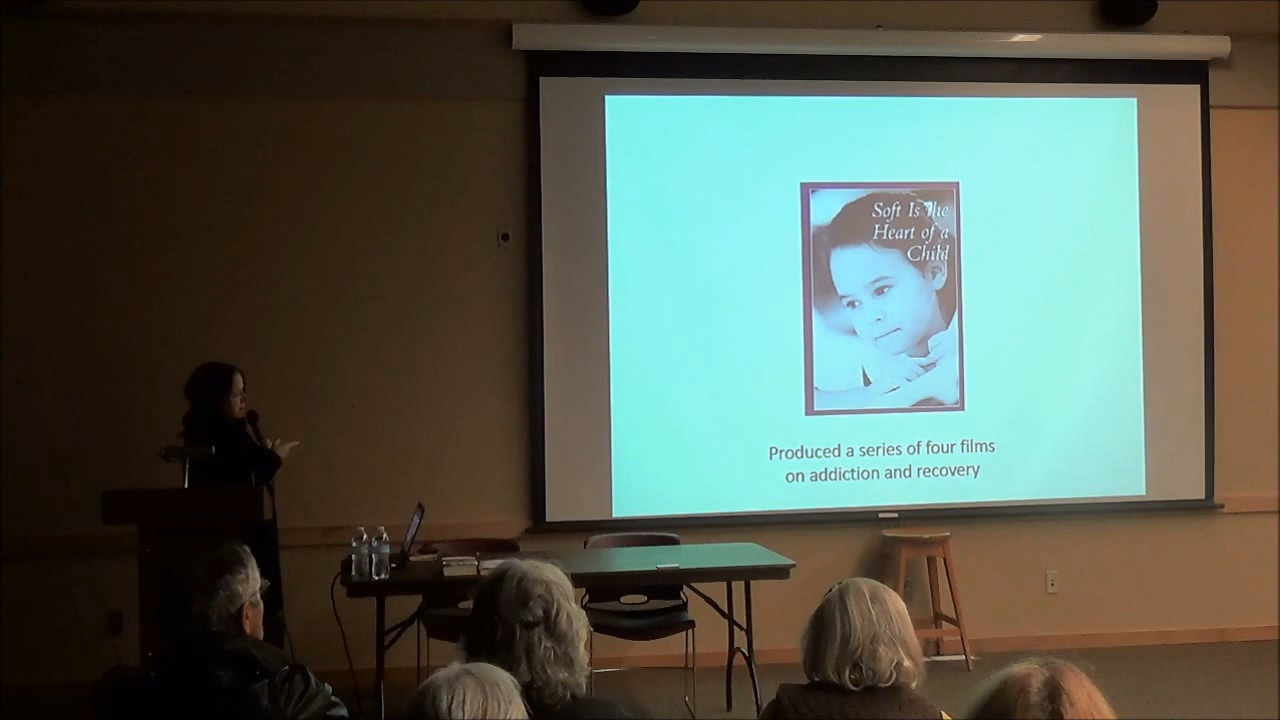 Soft Is the
Heart of a
Child
Produced a series of four films
on addiction and recovery